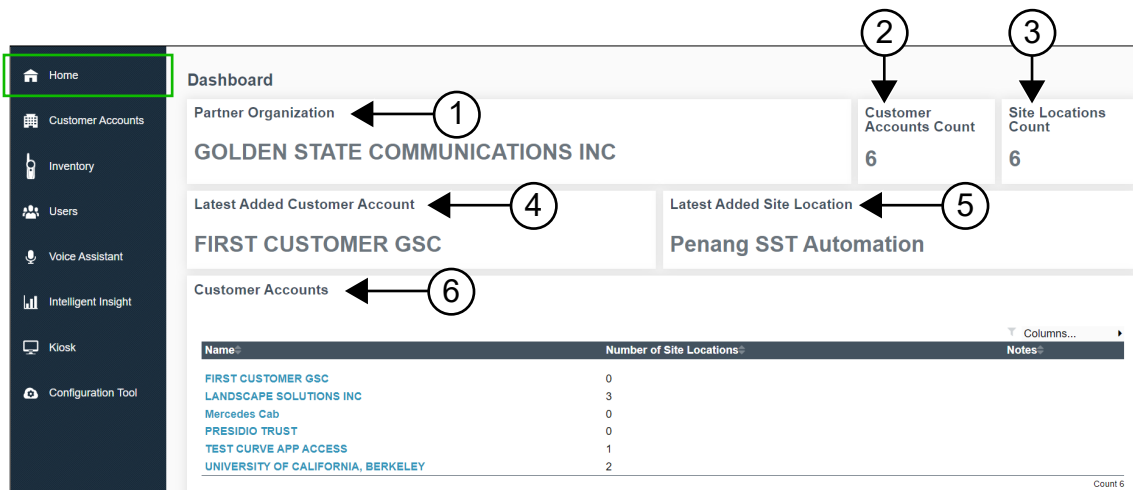 2
3
Home
Dashboard
Partner Organization
1
Customer
Accounts Count
Site Locations
Count
Customer Accounts
GOLDEN STATE COMMUNICATIONS INC
6
6
Inventory
Latest Added Customer Account
4
Latest Added Site Location
5
Users
FIRST CUSTOMER GSC
Penang SST Automation
Voice Assistant
Customer Accounts
6
Intelligent Insight
Columns...
Kiosk
Name Number of Site Locations Notes
FIRST CUSTOMER GSC 0
Configuration Tool
LANDSCAPE SOLUTIONS INC 3
Mercedes Cab 0
PRESIDIO TRUST 0
TEST CURVE APP ACCESS 1
UNIVERSITY OF CALIFORNIA, BERKELEY 2
Count 6